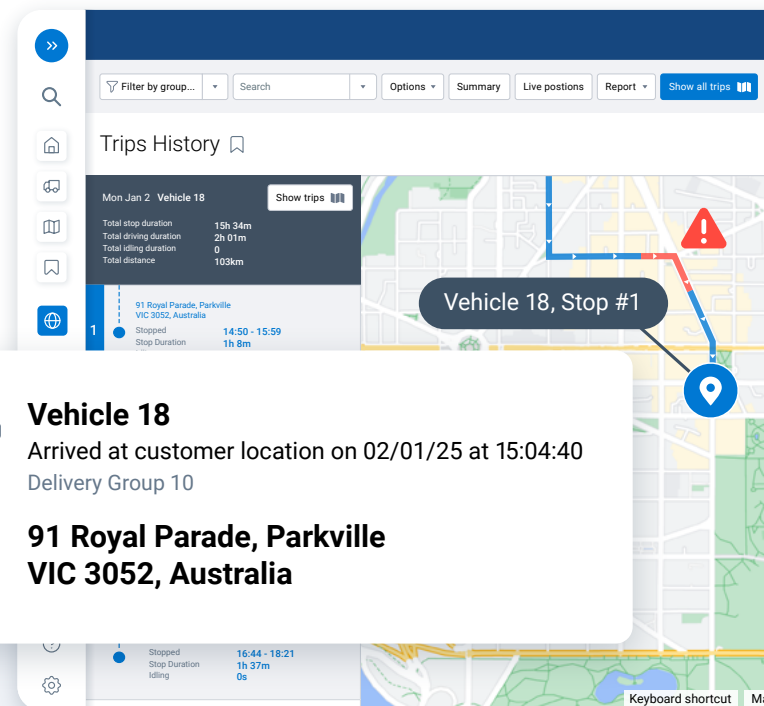 Filter by group...
Search
Options
Summary
Live postions
Report
Show all trips
Trips History
Mon Jan 2 Vehicle 18
Show trips
Total stop duration 15h 34m
Total driving duration 2h 01m
Total idling duration 0
Total distance 103km
1
91 Royal Parade, Parkville
VIC 3052, Australia
Stopped 14:50 - 15:59
Stop Duration 1h 8m
Vehicle 18, Stop #1
Vehicle 18
Arrived at customer location on 02/01/25 at 15:04:40
Delivery Group 10
91 Royal Parade, Parkville
VIC 3052, Australia
Stopped 16:44 - 18:21
Stop Duration 1h 37m
Idling 0s
Keyboard shortcut
Ma